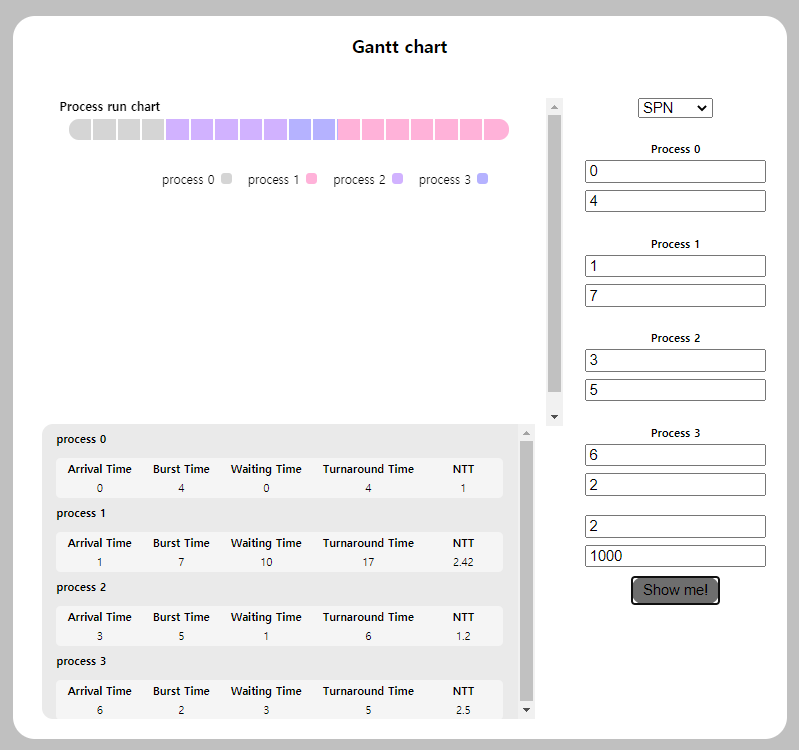 Gantt chart
Process run chart
process 0 process 1 process 2 process 3
process 0
Arrival Time Burst Time Waiting Time Turnaround Time NTT
0 4 0 4 1
process 1
Arrival Time Burst Time Waiting Time Turnaround Time NTT
1 7 10 17 2.42
process 2
Arrival Time Burst Time Waiting Time Turnaround Time NTT
3 5 1 6 1.2
process 3
Arrival Time Burst Time Waiting Time Turnaround Time NTT
6 2 3 5 2.5
SPN
Process 0
0
4
Process 1
1
7
Process 2
3
5
Process 3
6
2
2
1000
Show me!